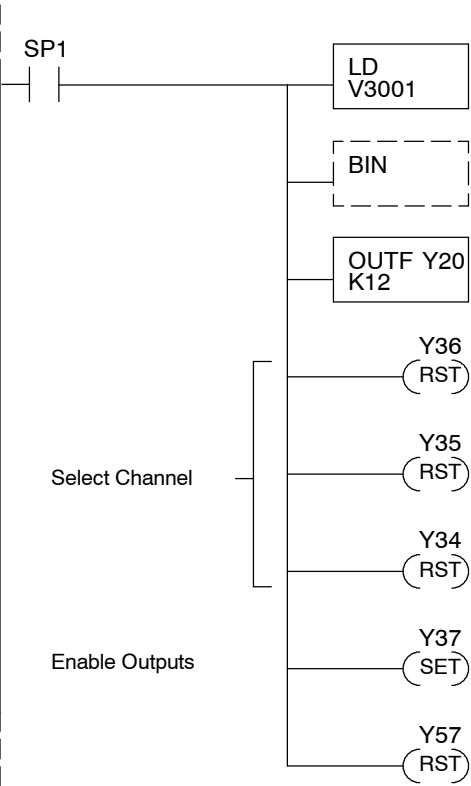 SP1
LD
V3001
BIN
OUTF Y20
K12
Y36
RST
Y35
RST
Select Channel
Y34
RST
Y37
Enable Outputs
SET
Y57
RST